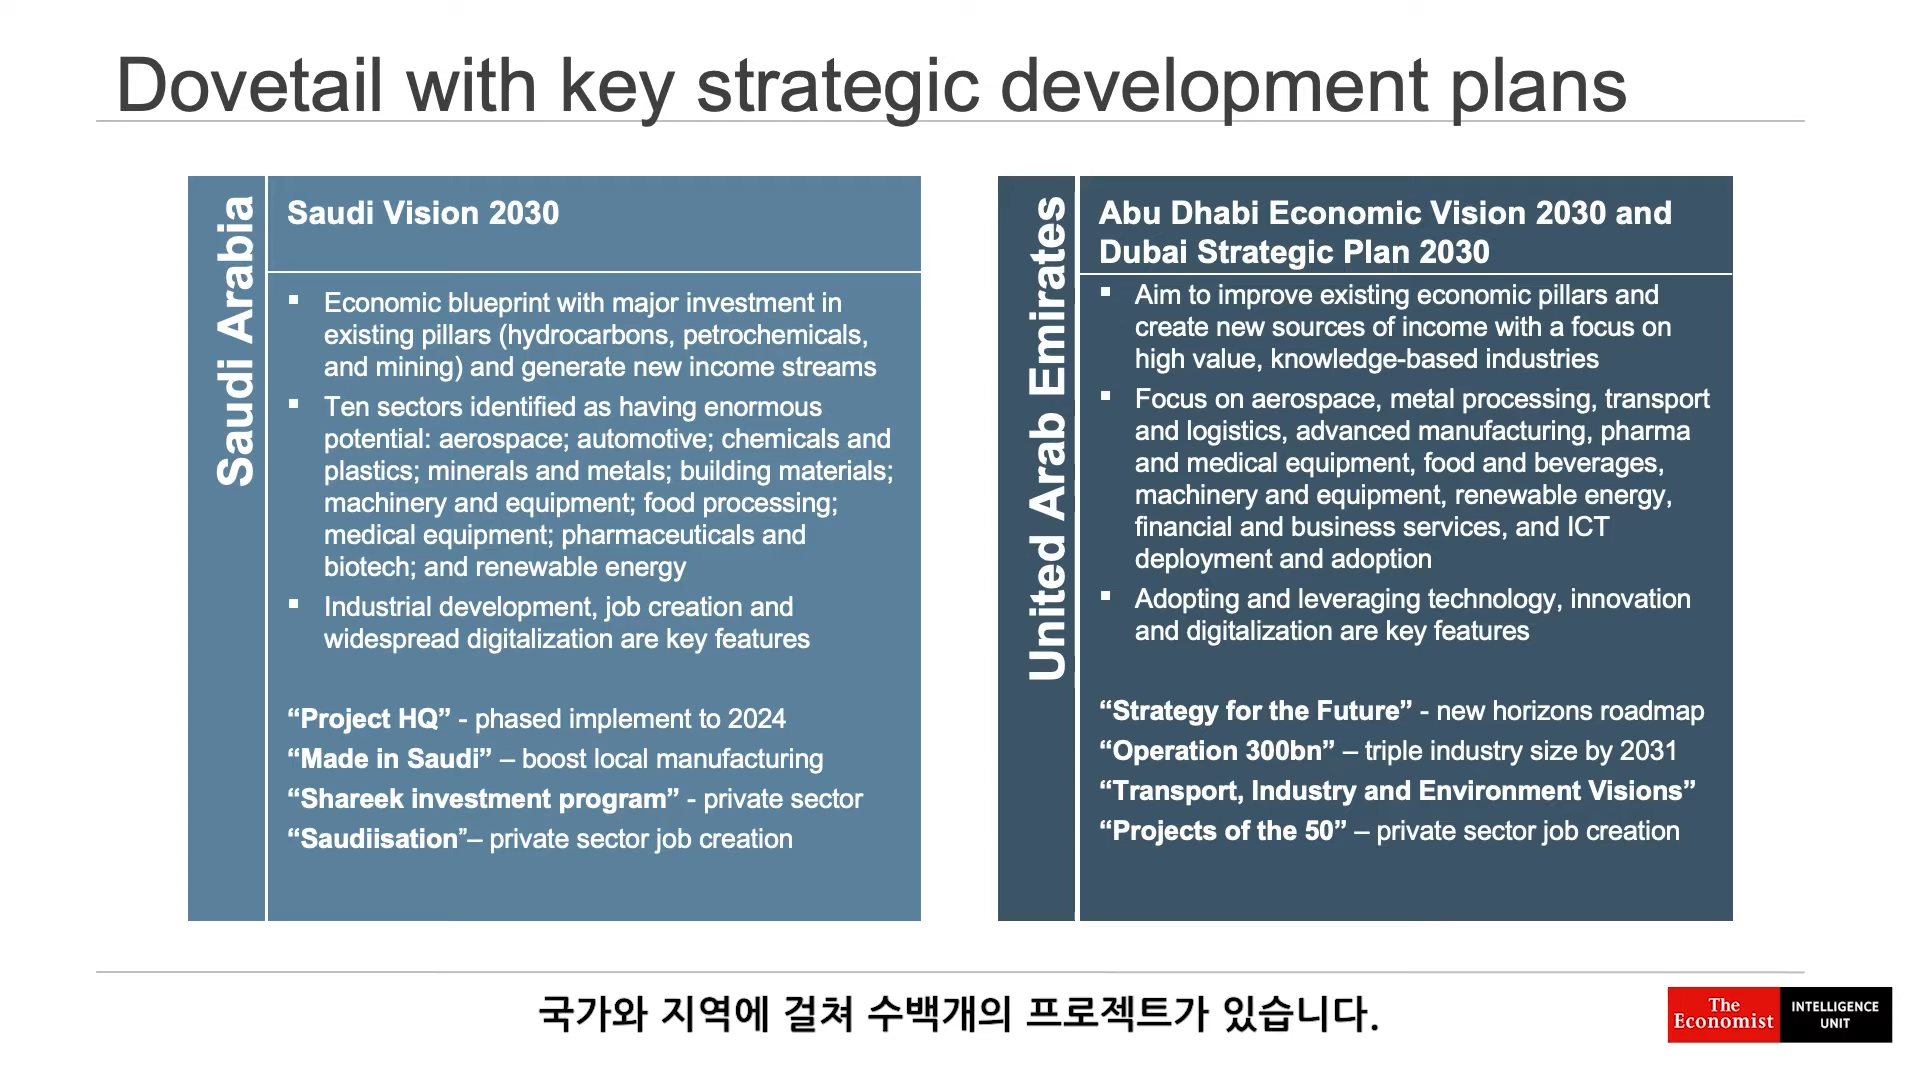 Dovetail with key strategic development plans
Saudi Arabia
Saudi Vision 2030
▪ Economic blueprint with major investment in
existing pillars (hydrocarbons, petrochemicals,
and mining) and generate new income streams
▪ Ten sectors identified as having enormous
potential: aerospace; automotive; chemicals and
plastics; minerals and metals; building materials;
machinery and equipment; food processing;
medical equipment; pharmaceuticals and
biotech; and renewable energy
▪ Industrial development, job creation and
widespread digitalization are key features
“Project HQ” - phased implement to 2024
“Made in Saudi” – boost local manufacturing
“Shareek investment program” - private sector
“Saudiisation”– private sector job creation
United Arab Emirates
Abu Dhabi Economic Vision 2030 and
Dubai Strategic Plan 2030
▪ Aim to improve existing economic pillars and
create new sources of income with a focus on
high value, knowledge-based industries
▪ Focus on aerospace, metal processing, transport
and logistics, advanced manufacturing, pharma
and medical equipment, food and beverages,
machinery and equipment, renewable energy,
financial and business services, and ICT
deployment and adoption
▪ Adopting and leveraging technology, innovation
and digitalization are key features
“Strategy for the Future” - new horizons roadmap
“Operation 300bn” – triple industry size by 2031
“Transport, Industry and Environment Visions”
“Projects of the 50” – private sector job creation
국가와 지역에 걸쳐 수백개의 프로젝트가 있습니다.
The
Economist
INTELLIGENCE
UNIT